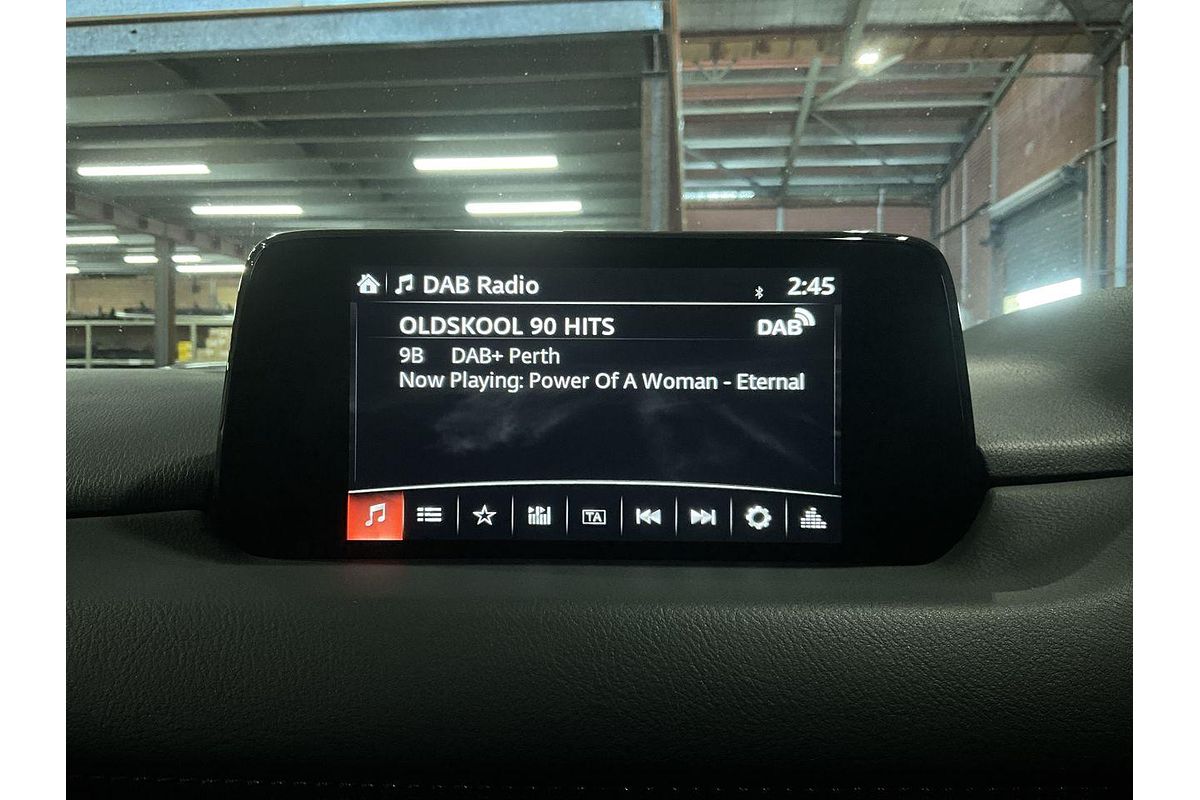 DAB Radio 2:45
OLDSKOOL 90 HITS DAB
9B DAB+ Perth
Now Playing: Power Of A Woman - Eternal
TA